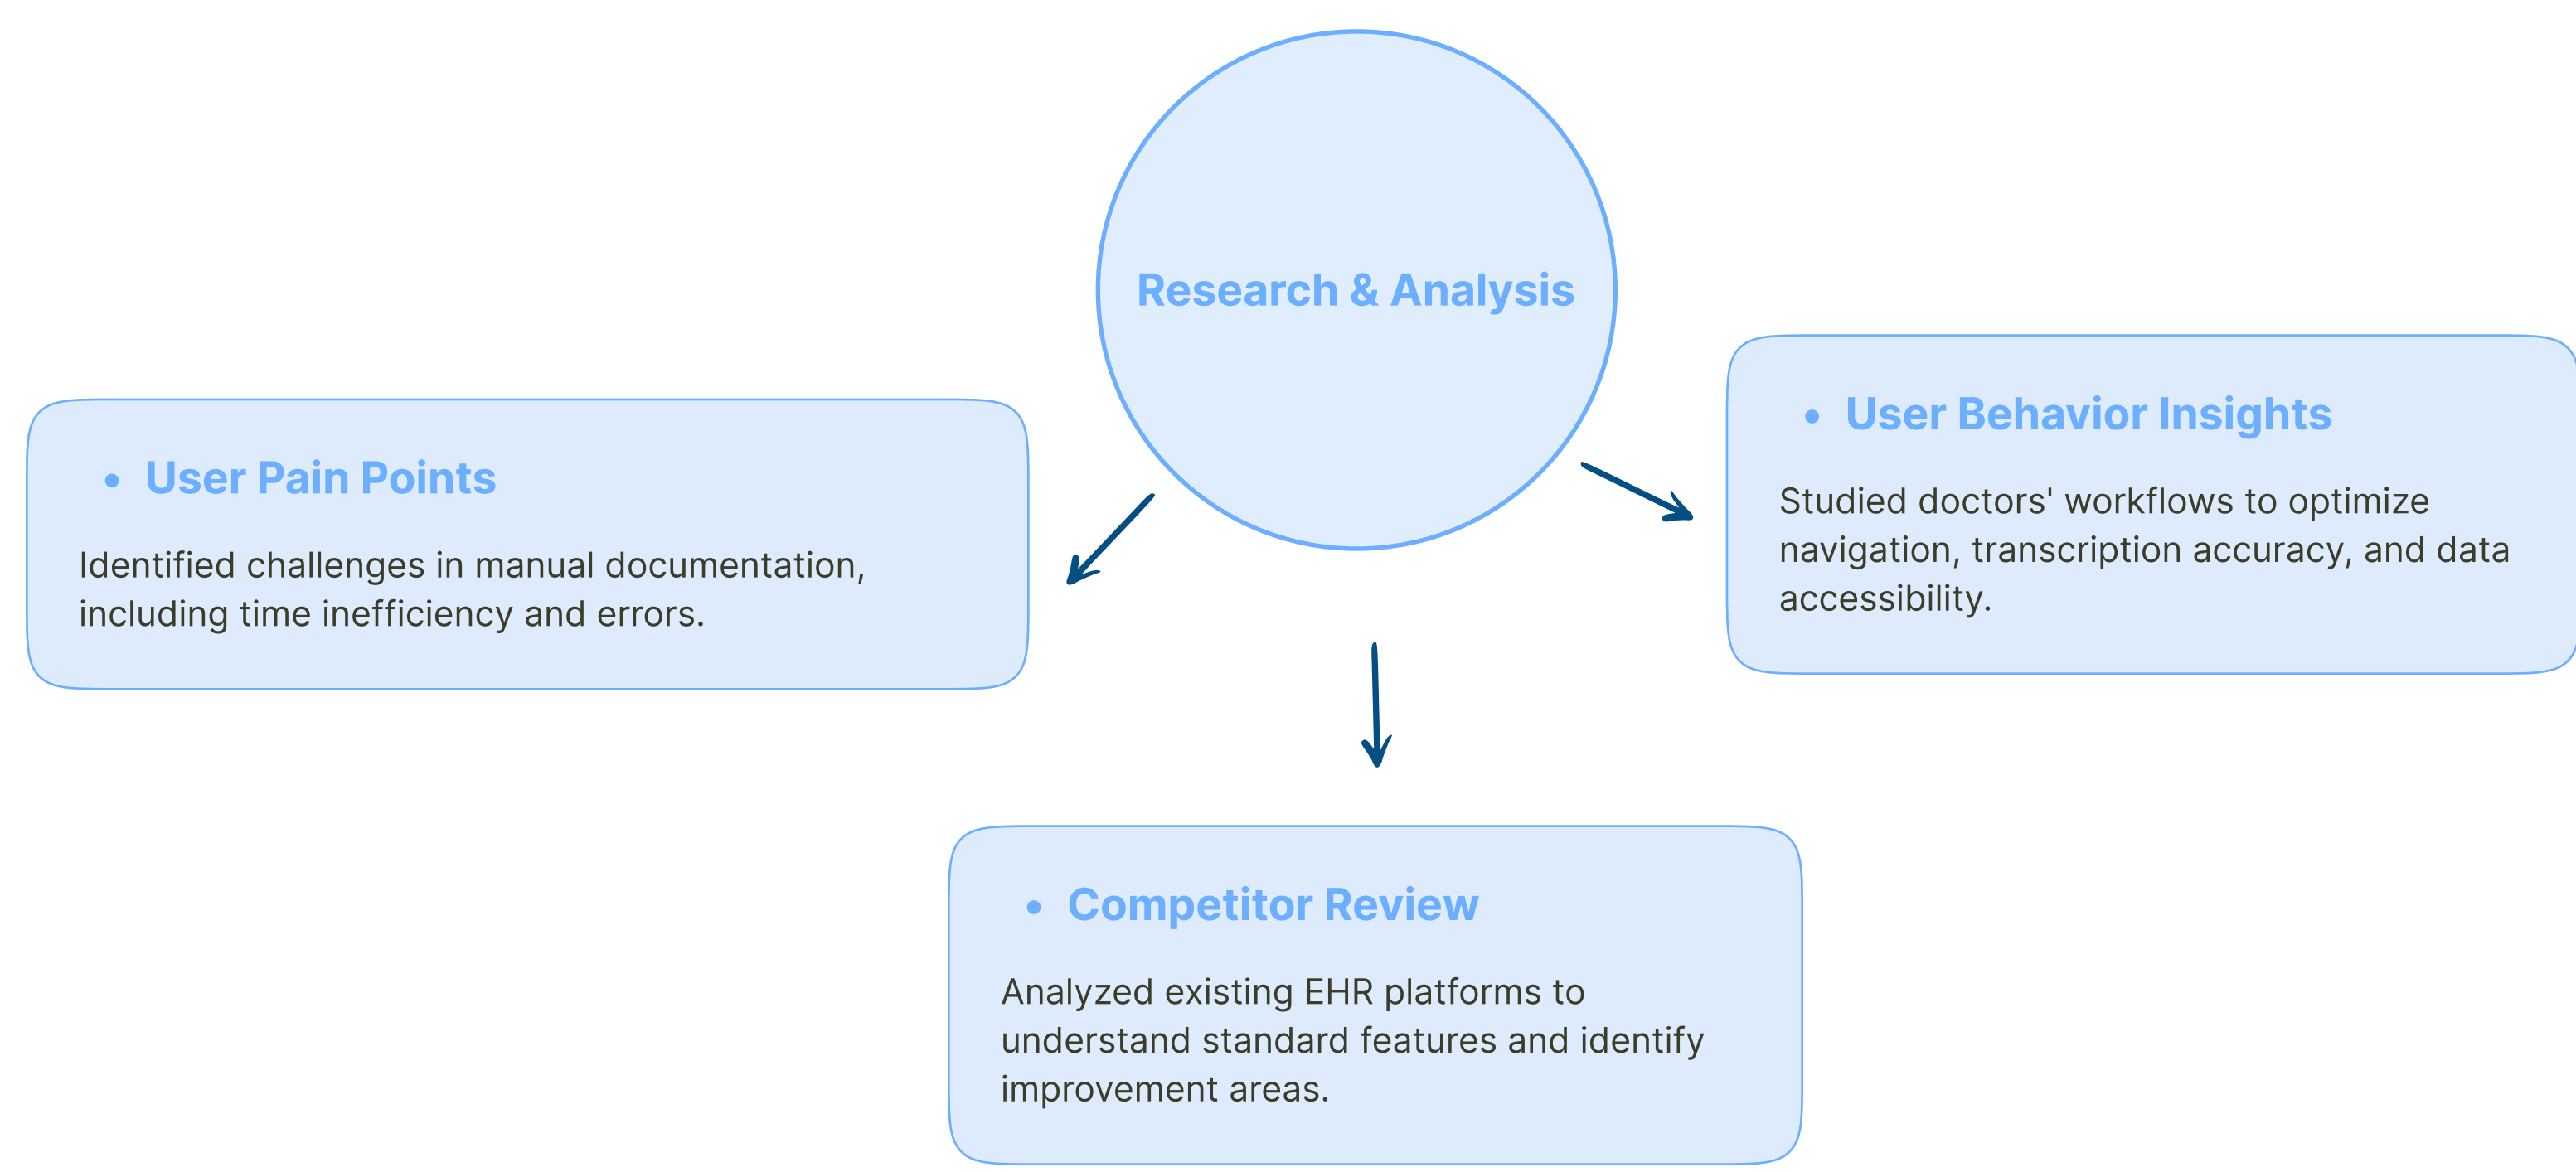 Research & Analysis
• User Pain Points
Identified challenges in manual documentation,
including time inefficiency and errors.
• User Behavior Insights
Studied doctors' workflows to optimize
navigation, transcription accuracy, and data
accessibility.
• Competitor Review
Analyzed existing EHR platforms to
understand standard features and identify
improvement areas.